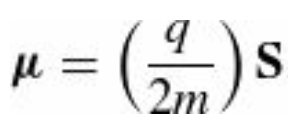 μ = (q/2m) S